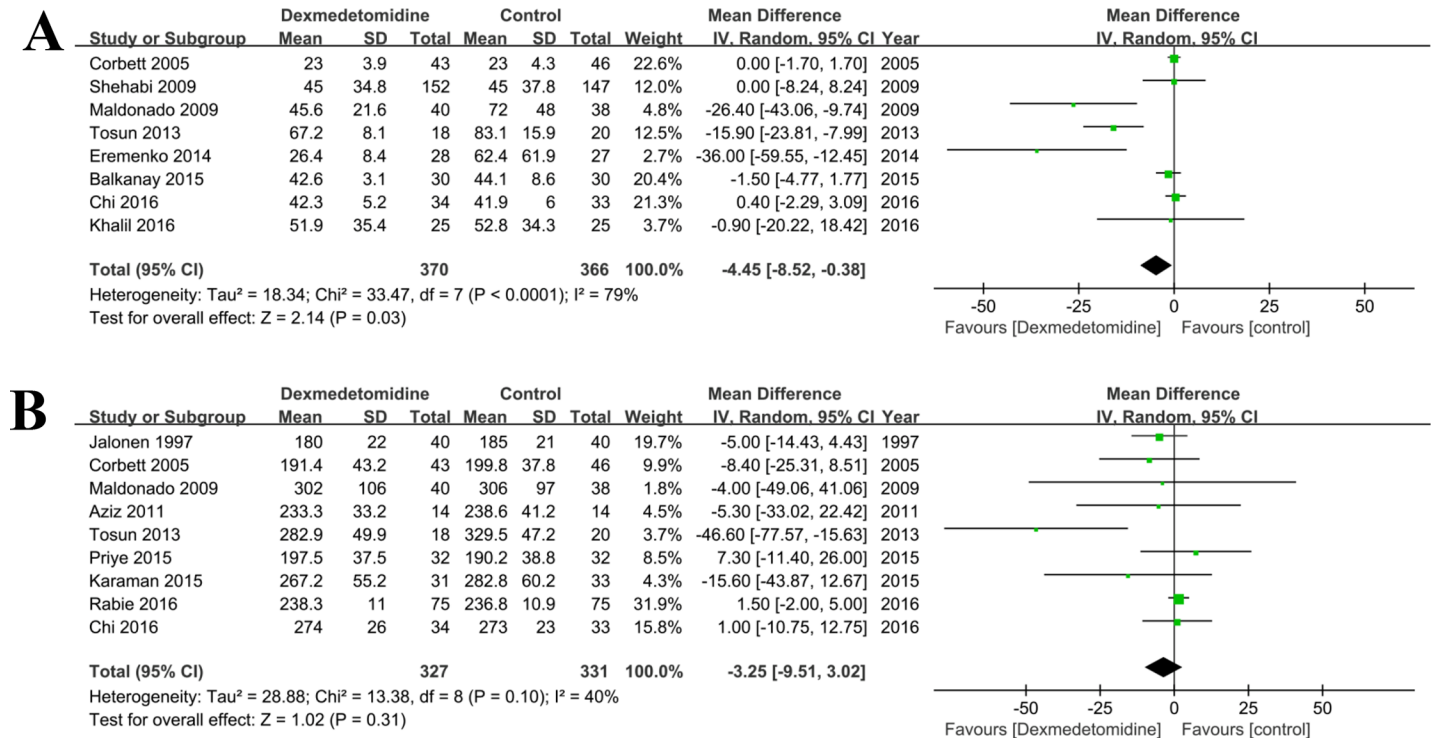 A
Dexmedetomidine Control Mean Difference Mean Difference
Study or Subgroup Mean SD Total Mean SD Total Weight IV, Random, 95% CI Year IV, Random, 95% CI
Corbett 2005 23 3.9 43 23 4.3 46 22.6% 0.00 [-1.70, 1.70] 2005
Shehabi 2009 45 34.8 152 45 37.8 147 12.0% 0.00 [-8.24, 8.24] 2009
Maldonado 2009 45.6 21.6 40 72 48 38 4.8% -26.40 [-43.06, -9.74] 2009
Tosun 2013 67.2 8.1 18 83.1 15.9 20 12.5% -15.90 [-23.81, -7.99] 2013
Eremenko 2014 26.4 8.4 28 62.4 61.9 27 2.7% -36.00 [-59.55, -12.45] 2014
Balkanay 2015 42.6 3.1 30 44.1 8.6 30 20.4% -1.50 [-4.77, 1.77] 2015
Chi 2016 42.3 5.2 34 41.9 6 33 21.3% 0.40 [-2.29, 3.09] 2016
Khalil 2016 51.9 35.4 25 52.8 34.3 25 3.7% -0.90 [-20.22, 18.42] 2016
Total (95% CI) 370 366 100.0% -4.45 [-8.52, -0.38]
Heterogeneity: Tau² = 18.34; Chi² = 33.47, df = 7 (P < 0.0001); I² = 79%
Test for overall effect: Z = 2.14 (P = 0.03)
-50 -25 0 25 50
Favours [Dexmedetomidine] Favours [control]
B
Dexmedetomidine Control Mean Difference Mean Difference
Study or Subgroup Mean SD Total Mean SD Total Weight IV, Random, 95% CI Year IV, Random, 95% CI
Jalonen 1997 180 22 40 185 21 40 19.7% -5.00 [-14.43, 4.43] 1997
Corbett 2005 191.4 43.2 43 199.8 37.8 46 9.9% -8.40 [-25.31, 8.51] 2005
Maldonado 2009 302 106 40 306 97 38 1.8% -4.00 [-49.06, 41.06] 2009
Aziz 2011 233.3 33.2 14 238.6 41.2 14 4.5% -5.30 [-33.02, 22.42] 2011
Tosun 2013 282.9 49.9 18 329.5 47.2 20 3.7% -46.60 [-77.57, -15.63] 2013
Priye 2015 197.5 37.5 32 190.2 38.8 32 8.5% 7.30 [-11.40, 26.00] 2015
Karaman 2015 267.2 55.2 31 282.8 60.2 33 4.3% -15.60 [-43.87, 12.67] 2015
Rabie 2016 238.3 11 75 236.8 10.9 75 31.9% 1.50 [-2.00, 5.00] 2016
Chi 2016 274 26 34 273 23 33 15.8% 1.00 [-10.75, 12.75] 2016
Total (95% CI) 327 331 100.0% -3.25 [-9.51, 3.02]
Heterogeneity: Tau² = 28.88; Chi² = 13.38, df = 8 (P = 0.10); I² = 40%
Test for overall effect: Z = 1.02 (P = 0.31)
-50 -25 0 25 50
Favours [Dexmedetomidine] Favours [control]